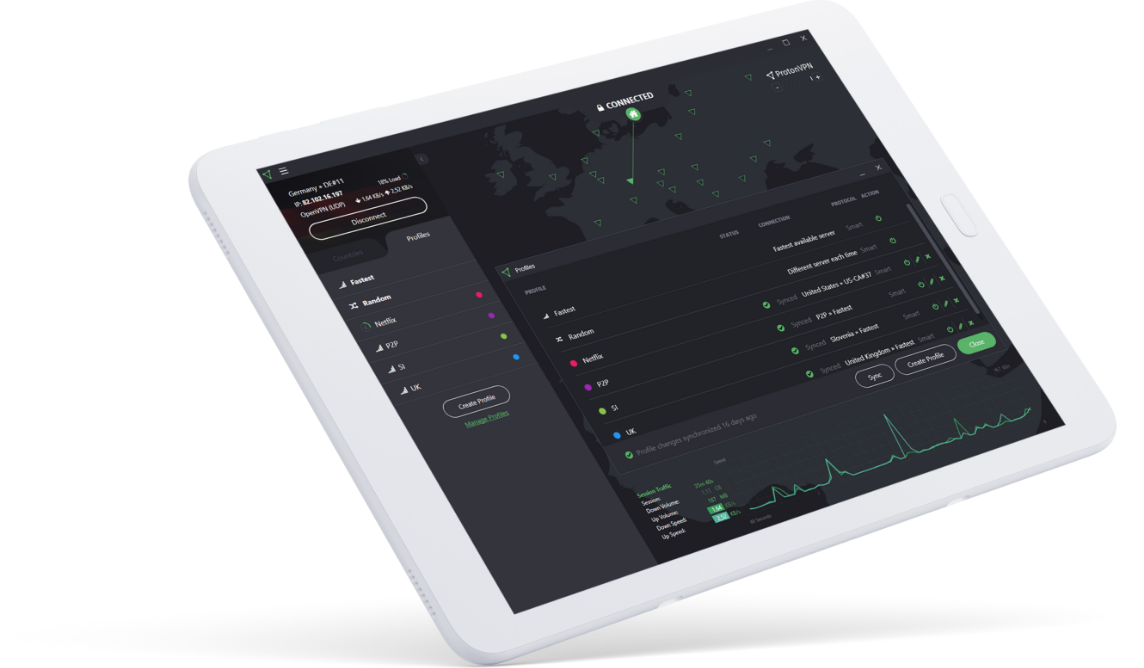 CONNECTED
ProtonVPN
Germany » DE#11
IP: 82.102.16.197
18% Load
OpenVPN (UDP)
1.64 KB/s
2.52 KB/s
Disconnect
Countries
Profiles
Fastest
Random
Netflix
P2P
SI
UK
Create Profile
Manage Profiles
Profiles
PROFILE
STATUS
CONNECTION
PROTOCOL
ACTION
Fastest
Fastest available server
Smart
Random
Different server each time
Smart
Netflix
Synced
United States » US-CA#37
Smart
P2P
Synced
P2P » Fastest
Smart
SI
Synced
Slovenia » Fastest
Smart
UK
Synced
United Kingdom » Fastest
Smart
Profile changes synchronized 16 days ago
Sync
Create Profile
Close
Session Traffic
Speed
Session:
Down Volume:
Up Volume:
Down Speed:
1.64 KB/s
Up Speed:
2.52 KB/s
60 Seconds